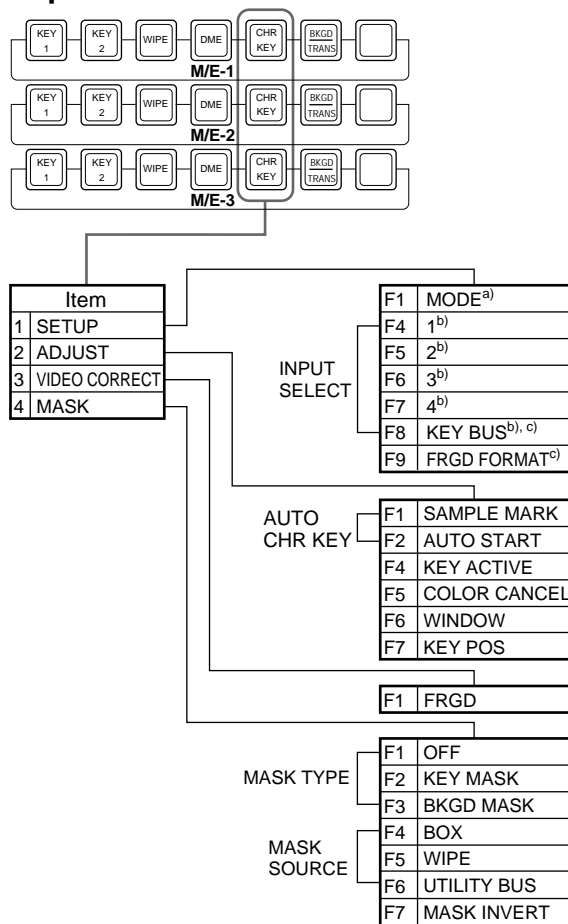 KEY 1 KEY 2 WIPE DME CHR KEY BKGD TRANS
M/E-1
KEY 1 KEY 2 WIPE DME CHR KEY BKGD TRANS
M/E-2
KEY 1 KEY 2 WIPE DME CHR KEY BKGD TRANS
M/E-3
Item
1 SETUP
2 ADJUST
3 VIDEO CORRECT
4 MASK
INPUT
SELECT
F1 MODEa)
F4 1b)
F5 2b)
F6 3b)
F7 4b)
F8 KEY BUSb), c)
F9 FRGD FORMATc)
AUTO
CHR KEY
F1 SAMPLE MARK
F2 AUTO START
F4 KEY ACTIVE
F5 COLOR CANCEL
F6 WINDOW
F7 KEY POS
F1 FRGD
MASK TYPE
F1 OFF
F2 KEY MASK
F3 BKGD MASK
MASK
SOURCE
F4 BOX
F5 WIPE
F6 UTILITY BUS
F7 MASK INVERT